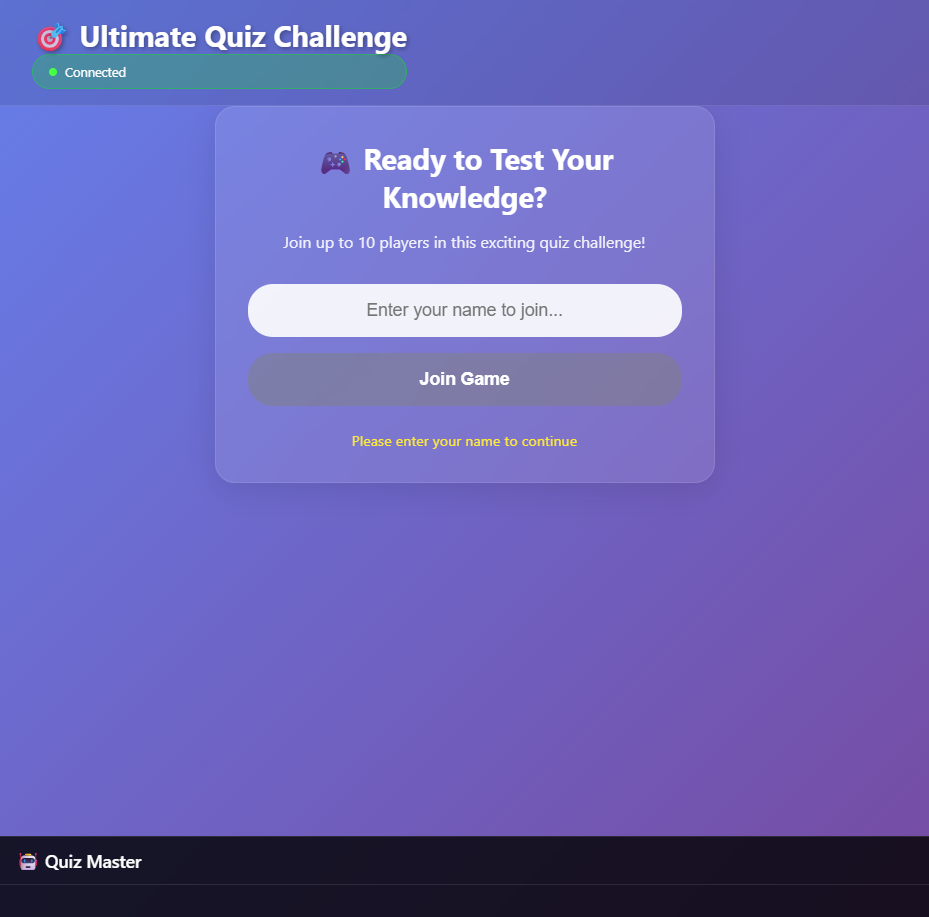 🎯 Ultimate Quiz Challenge
Connected
🎮 Ready to Test Your
Knowledge?
Join up to 10 players in this exciting quiz challenge!
Enter your name to join...
Join Game
Please enter your name to continue
🤖 Quiz Master